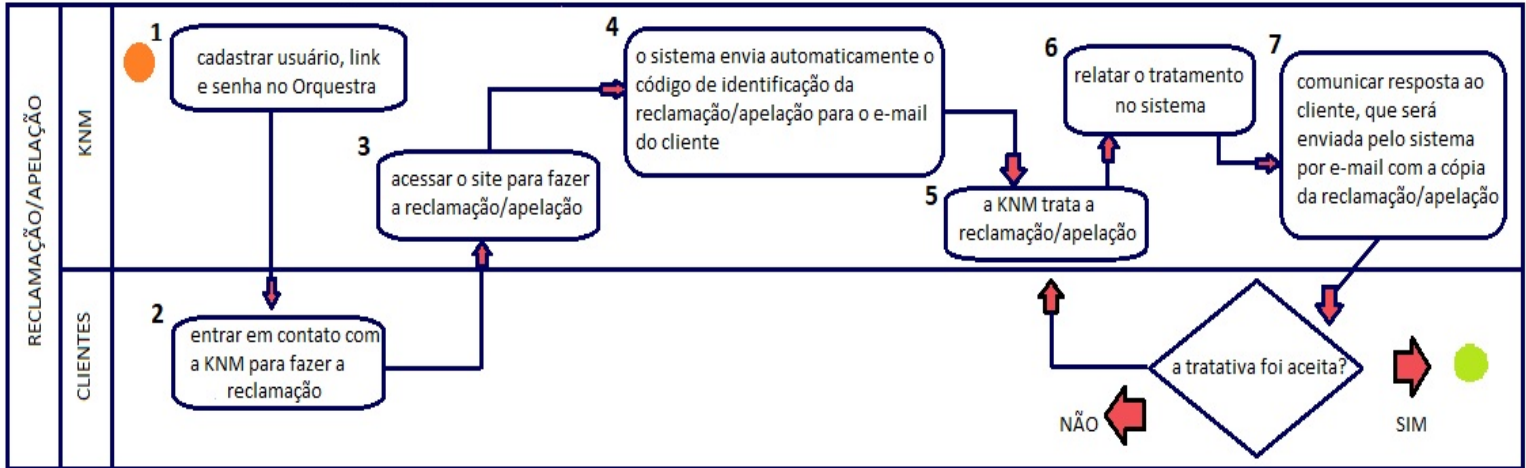 RECLAMAÇÃO/APELAÇÃO
KNM
CLIENTES
1
cadastrar usuário, link
e senha no Orquestra
2
entrar em contato com
a KNM para fazer a
reclamação
3
acessar o site para fazer
a reclamação/apelação
4
o sistema envia automaticamente o
código de identificação da
reclamação/apelação para o e-mail
do cliente
5
a KNM trata a
reclamação/apelação
6
relatar o tratamento
no sistema
7
comunicar resposta ao
cliente, que será
enviada pelo sistema
por e-mail com a cópia
da reclamação/apelação
a tratativa foi aceita?
NÃO
SIM